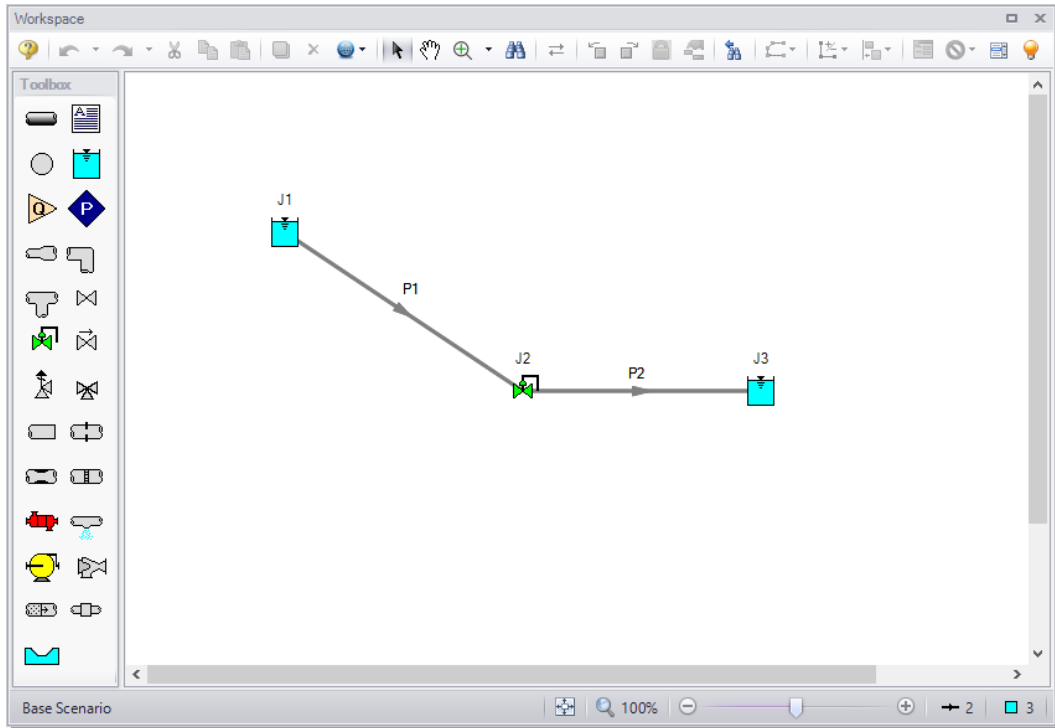 Workspace
Toolbox
A
Q
P
J1
P1
J2
P2
J3
Base Scenario
100%
2
3